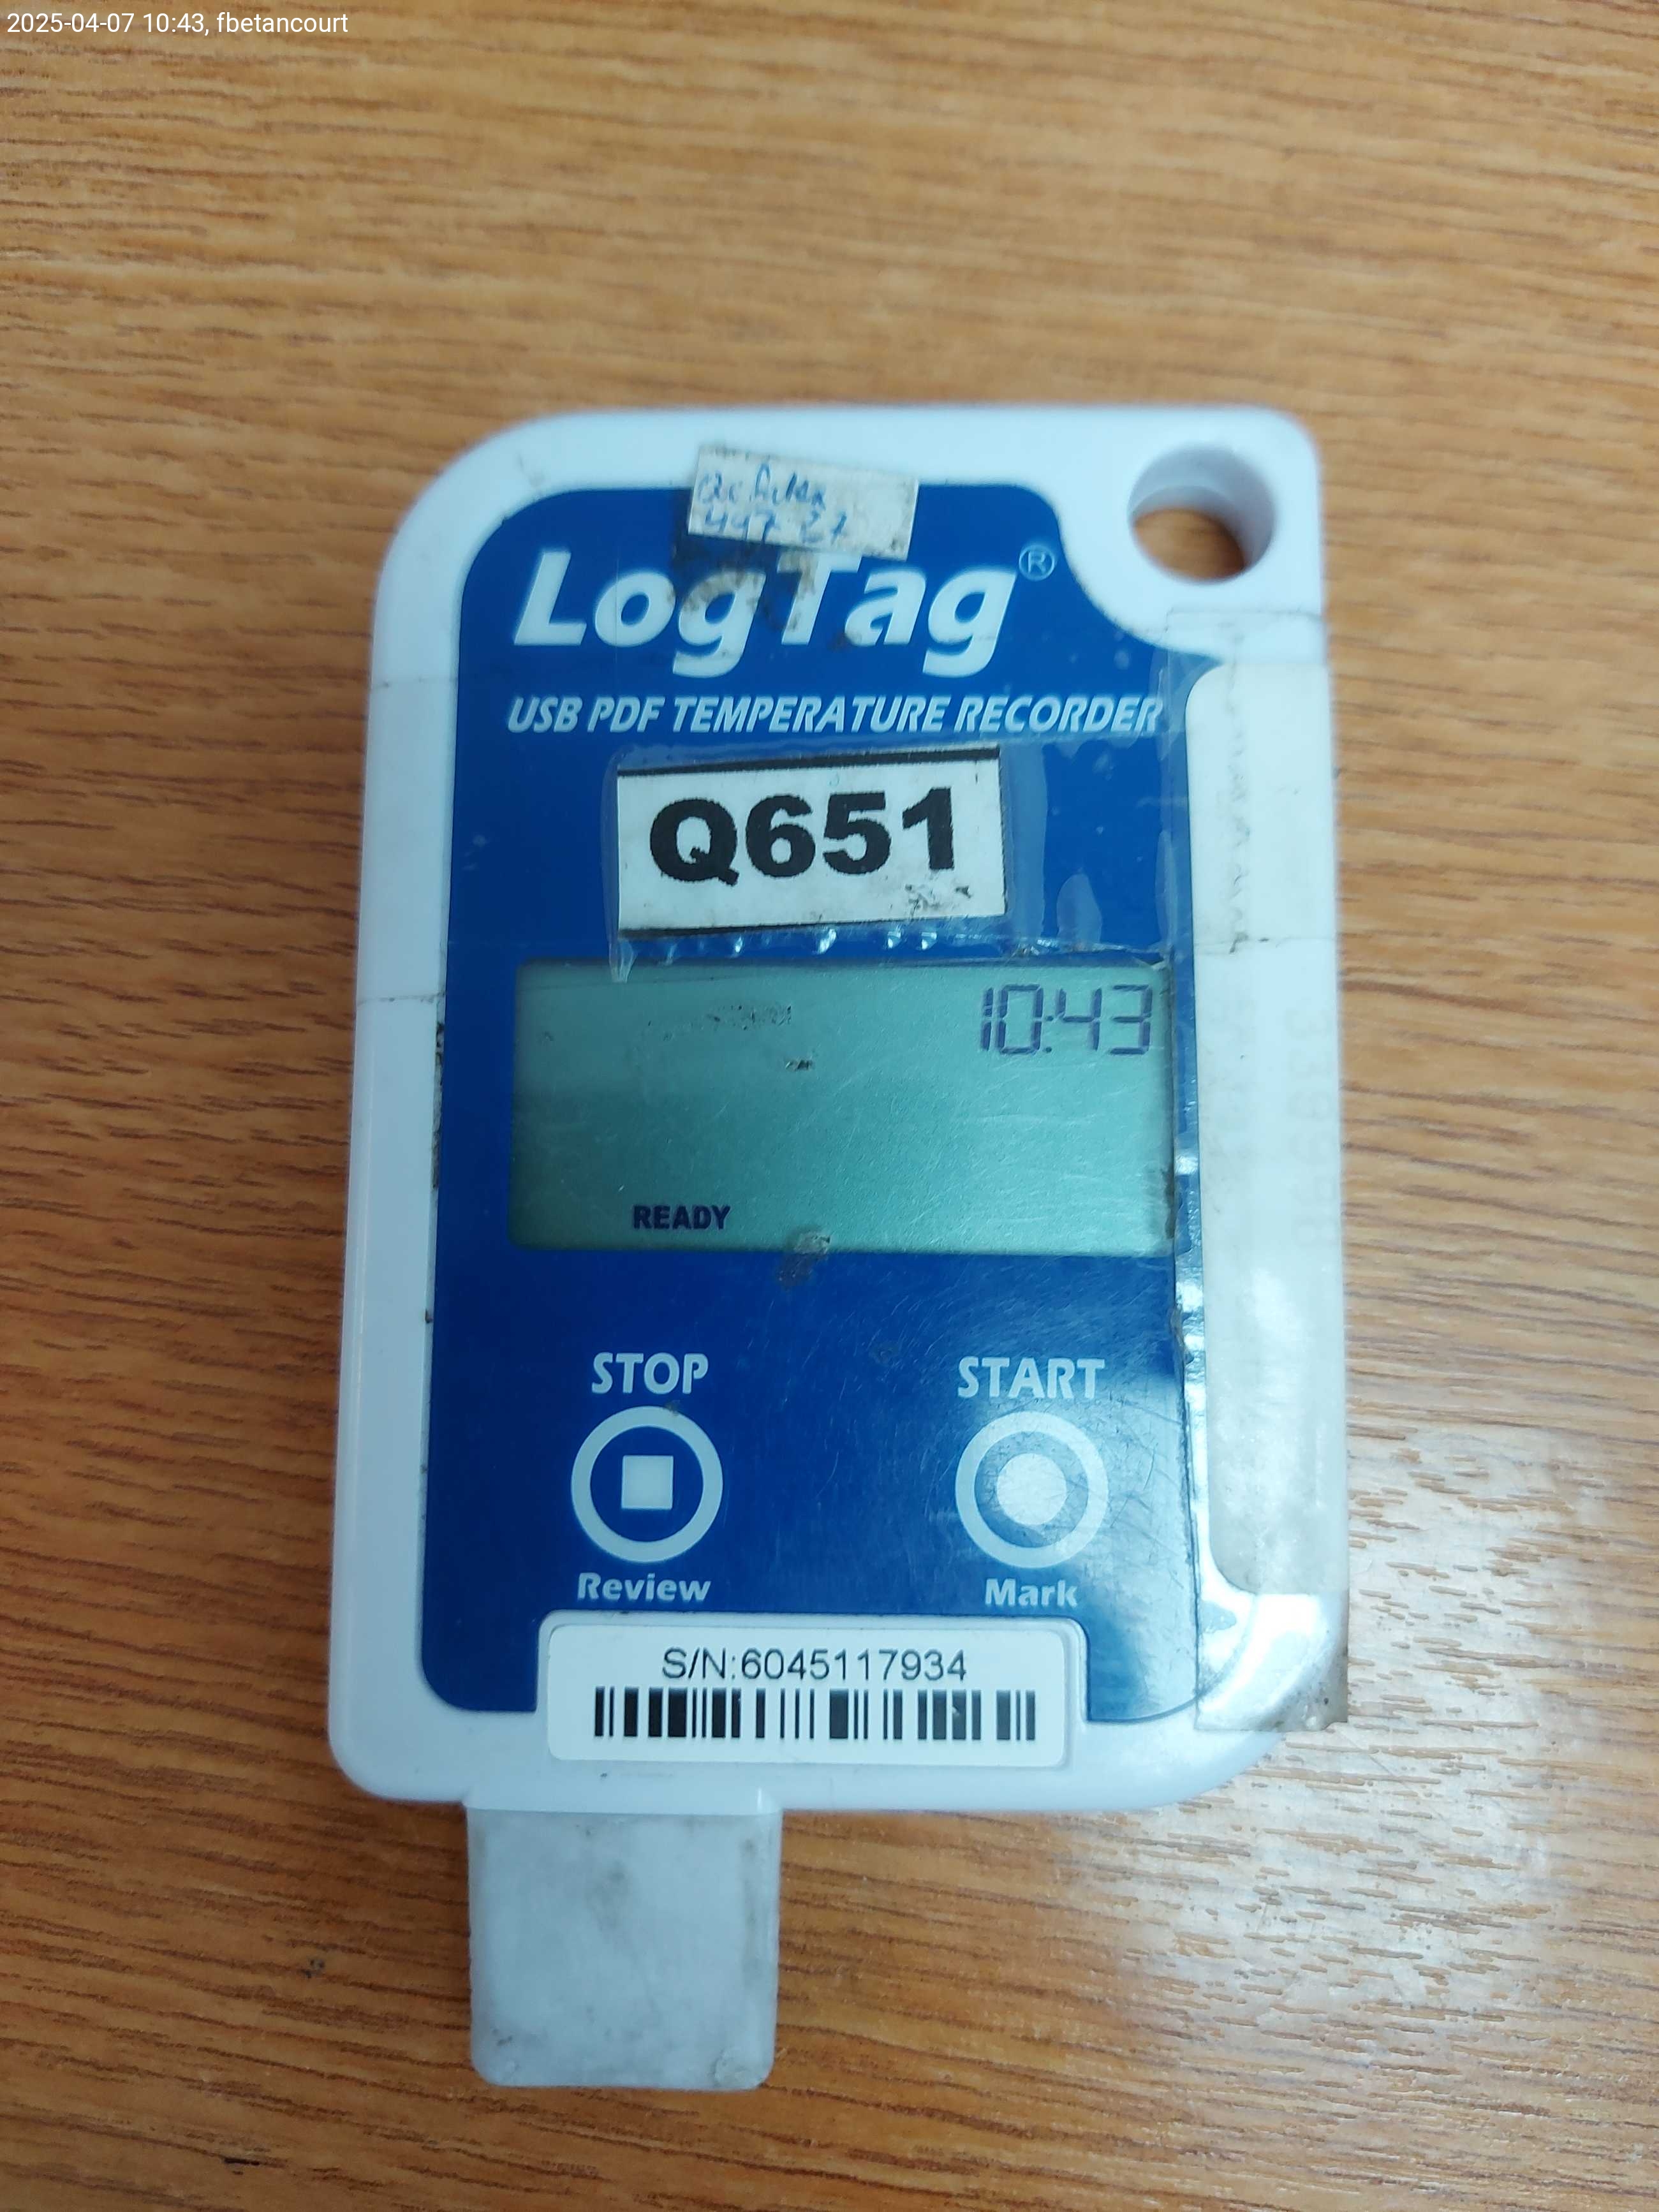 2025-04-07 10:43, fbetancourt
LogTag®
USB PDF TEMPERATURE RECORDER
Q651
10:43
READY
STOP START
Review Mark
S/N:6045117934